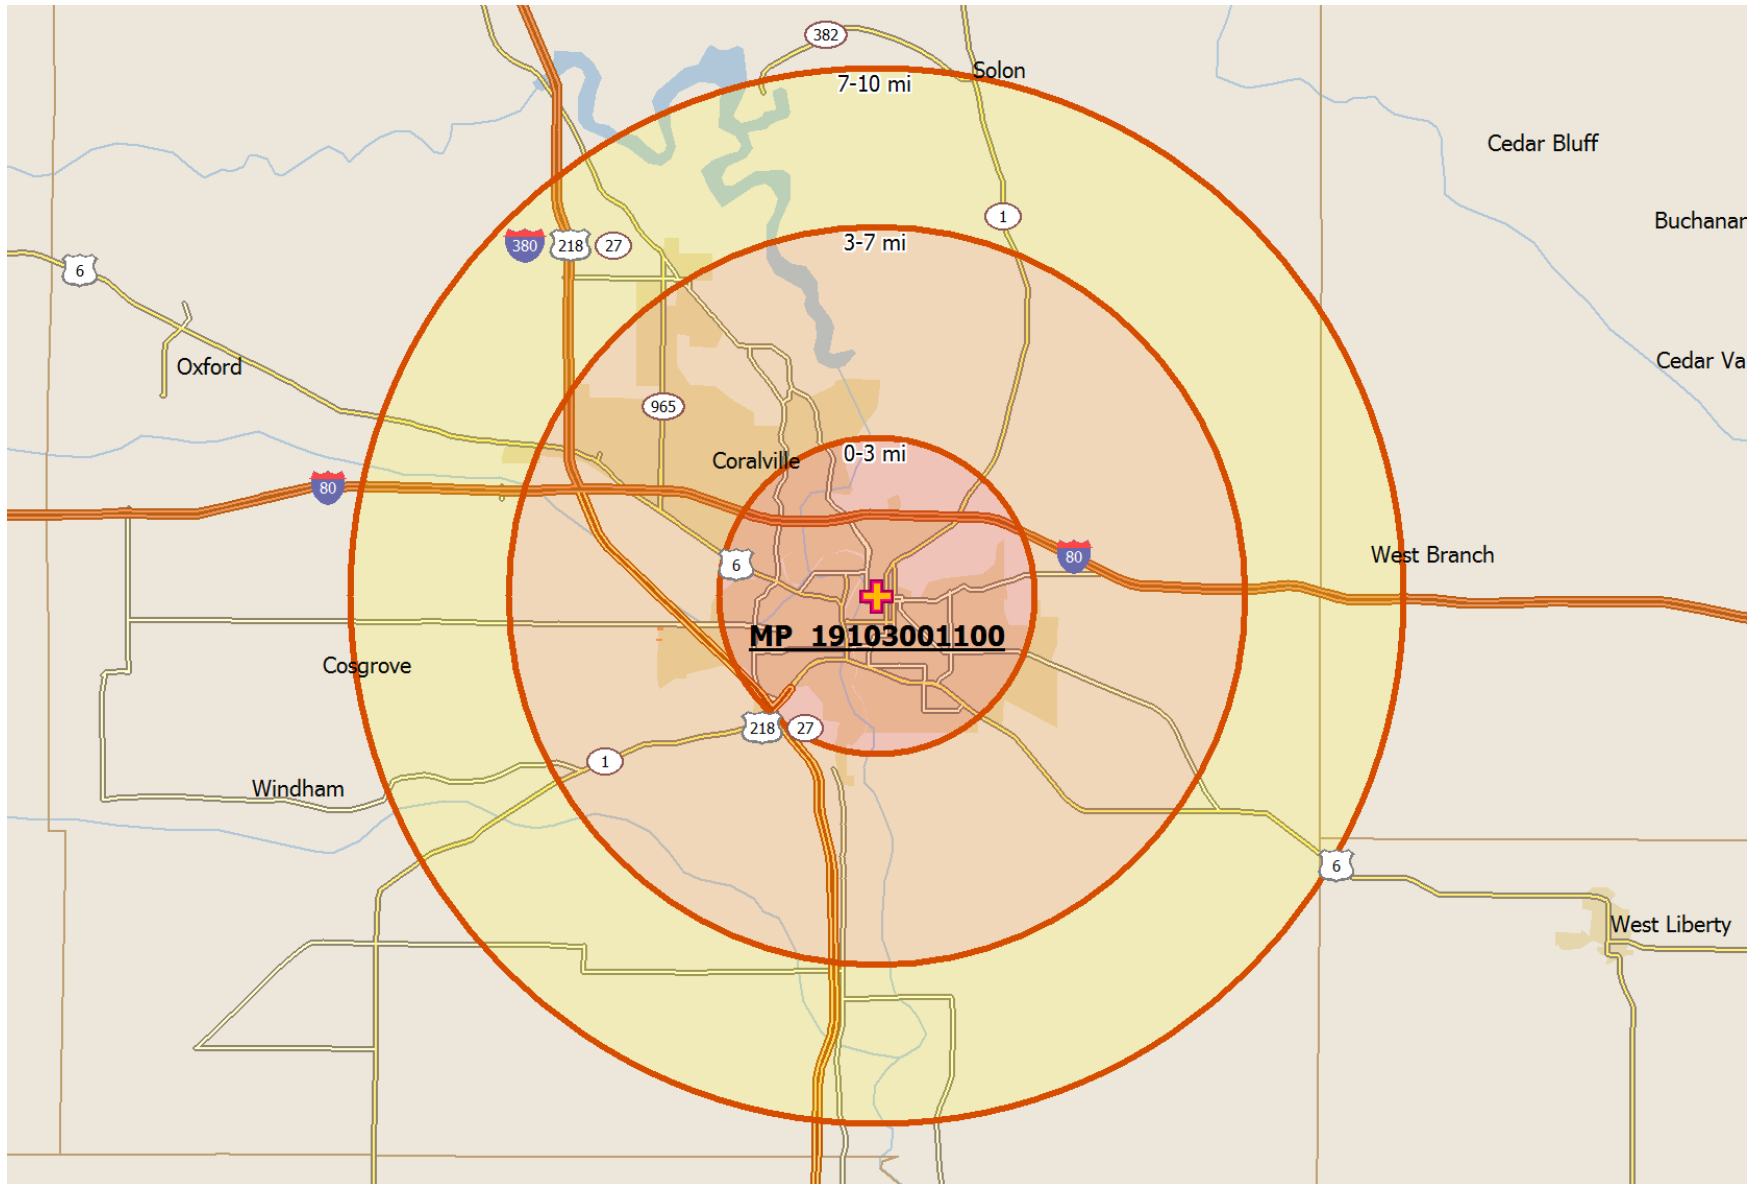 382
Solon
7-10 mi
Cedar Bluff
1
Buchanan
3-7 mi
380
218
27
6
Oxford
Cedar Va
965
0-3 mi
Coralville
80
80
West Branch
6
MP_19103001100
Cosgrove
218
27
1
Windham
6
West Liberty